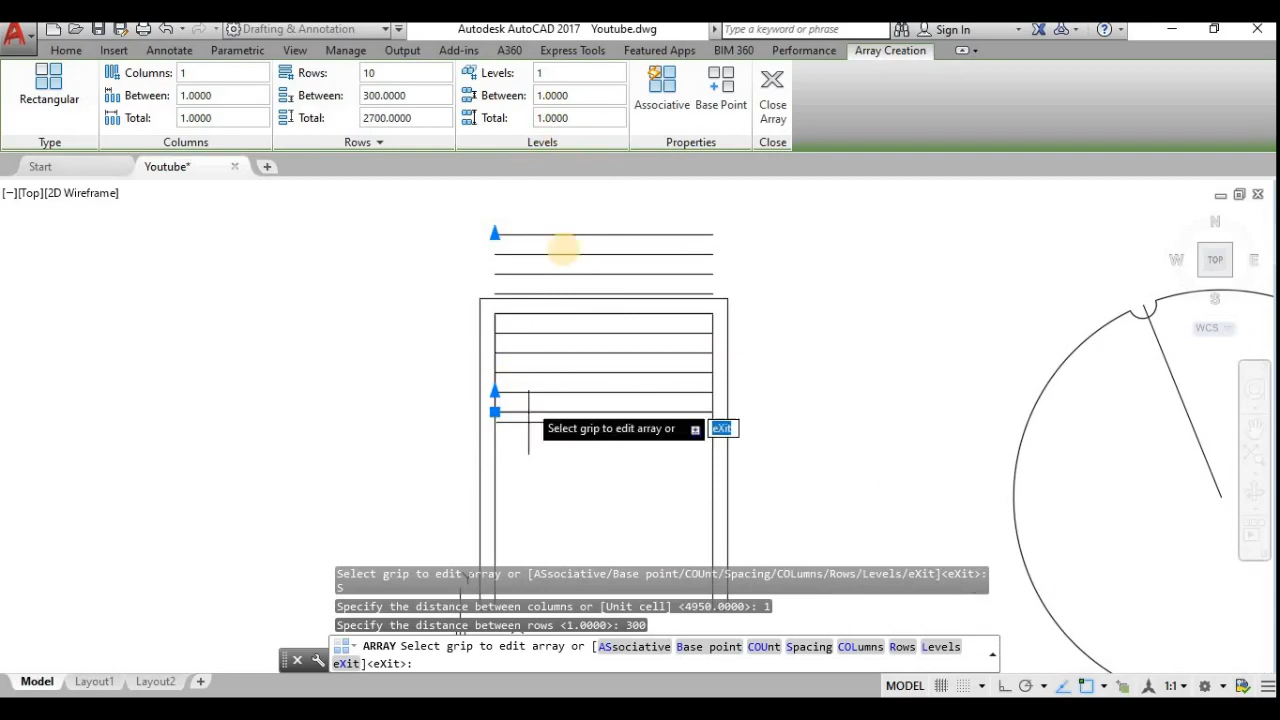 Drafting & Annotation
Autodesk AutoCAD 2017 Youtube.dwg
Type a keyword or phrase
Sign In
Home Insert Annotate Parametric View Manage Output Add-ins A360 Express Tools Featured Apps BIM 360 Performance Array Creation
Rectangular
Type
Columns: 1
Between: 1.0000
Total: 1.0000
Columns
Rows: 10
Between: 300.0000
Total: 2700.0000
Rows
Levels: 1
Between: 1.0000
Total: 1.0000
Levels
Associative
Base Point
Properties
Close Array
Close
Start
Youtube*
[−][Top][2D Wireframe]
N
W TOP E
S
WCS
Select grip to edit array or eXit
Select grip to edit array or [ASsociative/Base point/COUnt/Spacing/COLumns/Rows/Levels/eXit]<eXit>:
S
Specify the distance between columns or [Unit cell] <4950.0000>: 1
Specify the distance between rows <1.0000>: 300
ARRAY Select grip to edit array or [ASsociative Base point COUnt Spacing COLumns Rows Levels
eXit]<eXit>:
Model Layout1 Layout2
MODEL
1:1